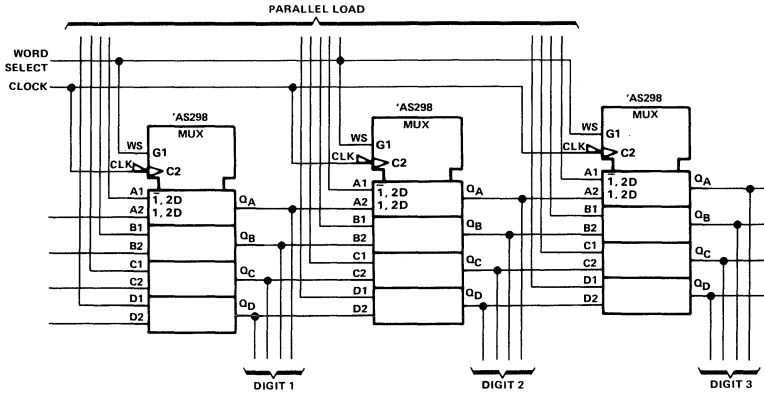 PARALLEL LOAD
WORD
SELECT
CLOCK
'AS298
MUX
WS
G1
CLK
C2
A1
1̅, 2D
A2
1, 2D
B1
B2
C1
C2
D1
D2
QA
QB
QC
QD
DIGIT 1
'AS298
MUX
WS
G1
CLK
C2
A1
1̅, 2D
A2
1, 2D
B1
B2
C1
C2
D1
D2
QA
QB
QC
QD
DIGIT 2
'AS298
MUX
WS
G1
CLK
C2
A1
1̅, 2D
A2
1, 2D
B1
B2
C1
C2
D1
D2
QA
QB
QC
QD
DIGIT 3